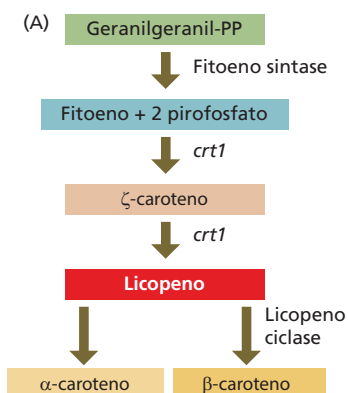 (A)
Geranilgeranil-PP
Fitoeno sintase
Fitoeno + 2 pirofosfato
crt1
ζ-caroteno
crt1
Licopeno
Licopeno
ciclase
α-caroteno
β-caroteno